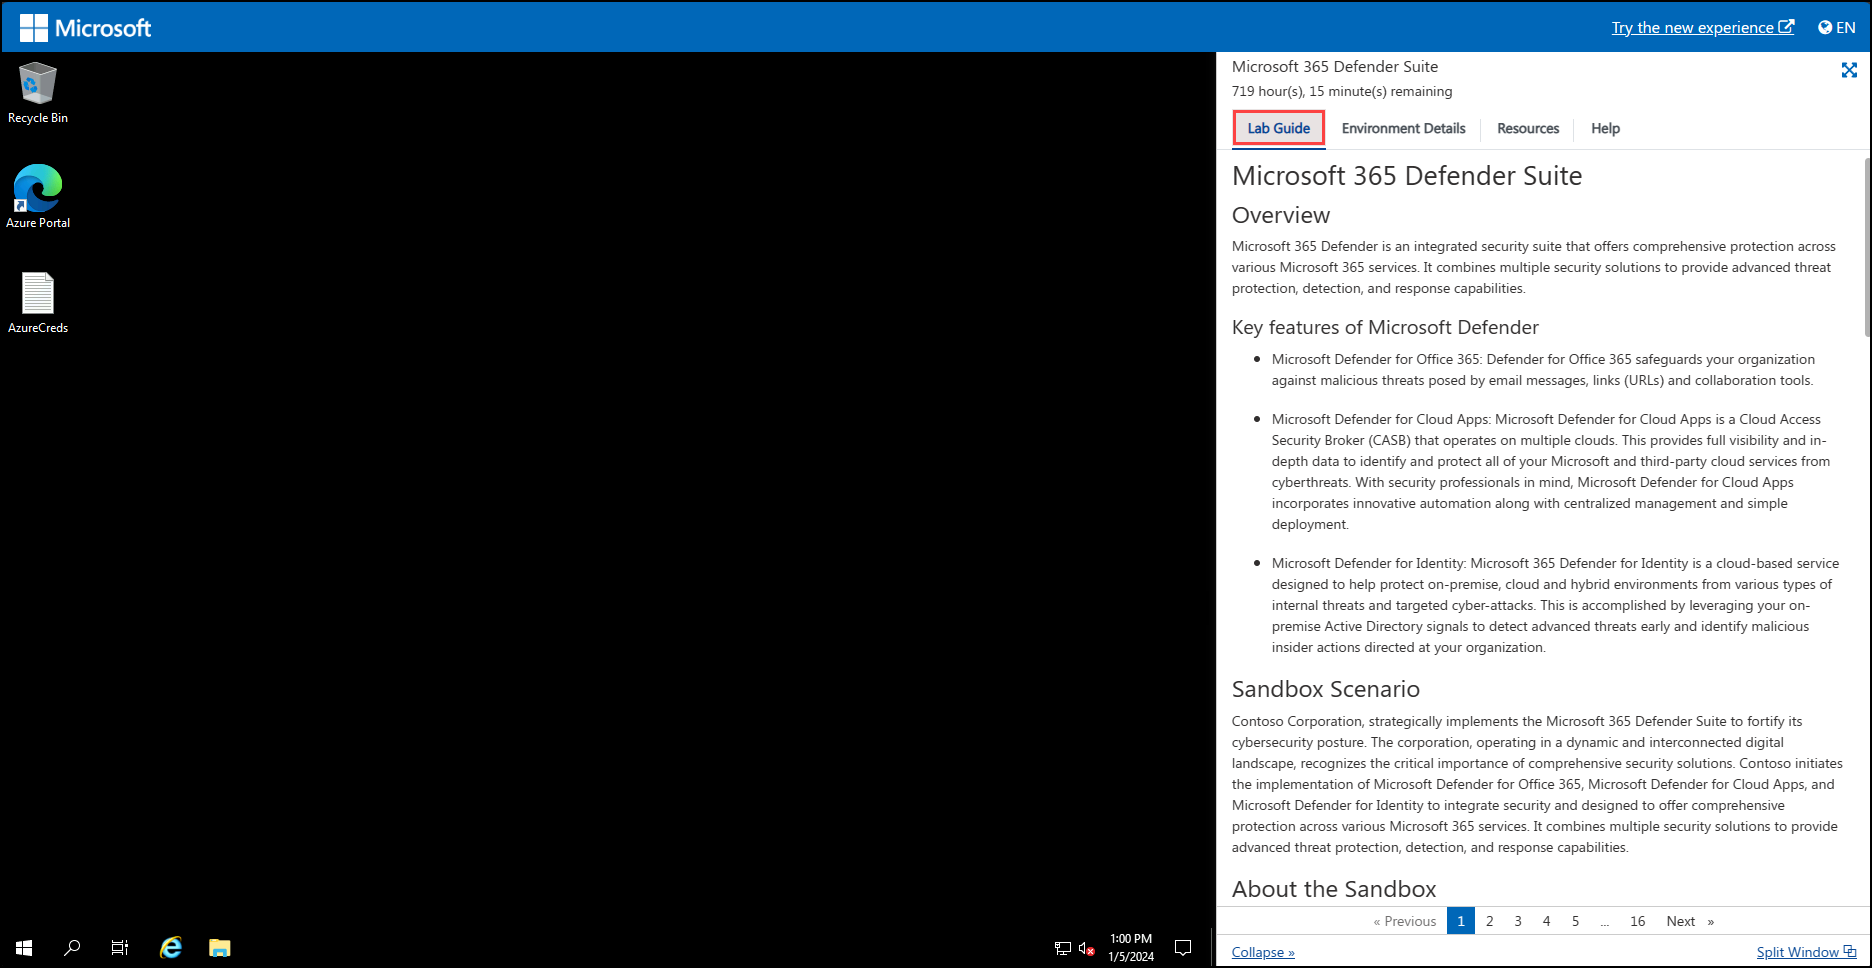 Microsoft
Try the new experience
EN
Recycle Bin
Azure Portal
AzureCreds
Microsoft 365 Defender Suite
719 hour(s), 15 minute(s) remaining
Lab Guide
Environment Details
Resources
Help
Microsoft 365 Defender Suite
Overview
Microsoft 365 Defender is an integrated security suite that offers comprehensive protection across
various Microsoft 365 services. It combines multiple security solutions to provide advanced threat
protection, detection, and response capabilities.
Key features of Microsoft Defender
• Microsoft Defender for Office 365: Defender for Office 365 safeguards your organization
against malicious threats posed by email messages, links (URLs) and collaboration tools.
• Microsoft Defender for Cloud Apps: Microsoft Defender for Cloud Apps is a Cloud Access
Security Broker (CASB) that operates on multiple clouds. This provides full visibility and in-
depth data to identify and protect all of your Microsoft and third-party cloud services from
cyberthreats. With security professionals in mind, Microsoft Defender for Cloud Apps
incorporates innovative automation along with centralized management and simple
deployment.
• Microsoft Defender for Identity: Microsoft 365 Defender for Identity is a cloud-based service
designed to help protect on-premise, cloud and hybrid environments from various types of
internal threats and targeted cyber-attacks. This is accomplished by leveraging your on-
premise Active Directory signals to detect advanced threats early and identify malicious
insider actions directed at your organization.
Sandbox Scenario
Contoso Corporation, strategically implements the Microsoft 365 Defender Suite to fortify its
cybersecurity posture. The corporation, operating in a dynamic and interconnected digital
landscape, recognizes the critical importance of comprehensive security solutions. Contoso initiates
the implementation of Microsoft Defender for Office 365, Microsoft Defender for Cloud Apps, and
Microsoft Defender for Identity to integrate security and designed to offer comprehensive
protection across various Microsoft 365 services. It combines multiple security solutions to provide
advanced threat protection, detection, and response capabilities.
About the Sandbox
« Previous 1 2 3 4 5 ... 16 Next »
Collapse »
Split Window
1:00 PM
1/5/2024